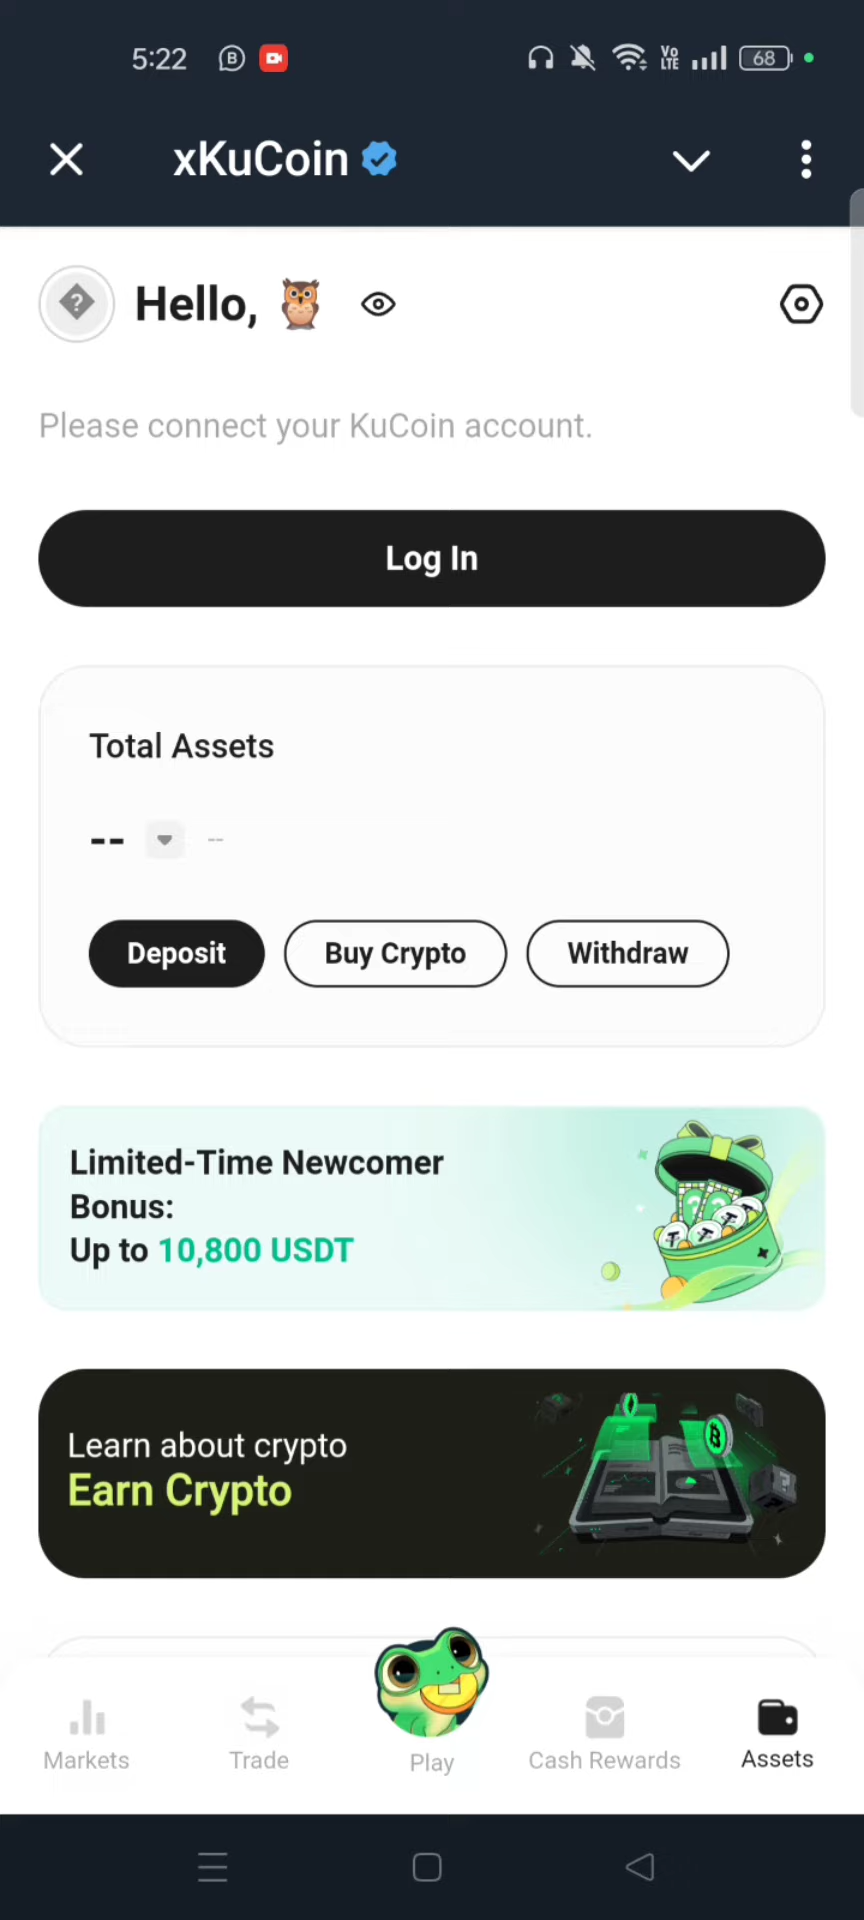 5:22
B
Vo
LTE
68
xKuCoin
Hello,
Please connect your KuCoin account.
Log In
Total Assets
-- --
Deposit
Buy Crypto
Withdraw
Limited-Time Newcomer
Bonus:
Up to 10,800 USDT
Learn about crypto
Earn Crypto
Markets
Trade
Play
Cash Rewards
Assets